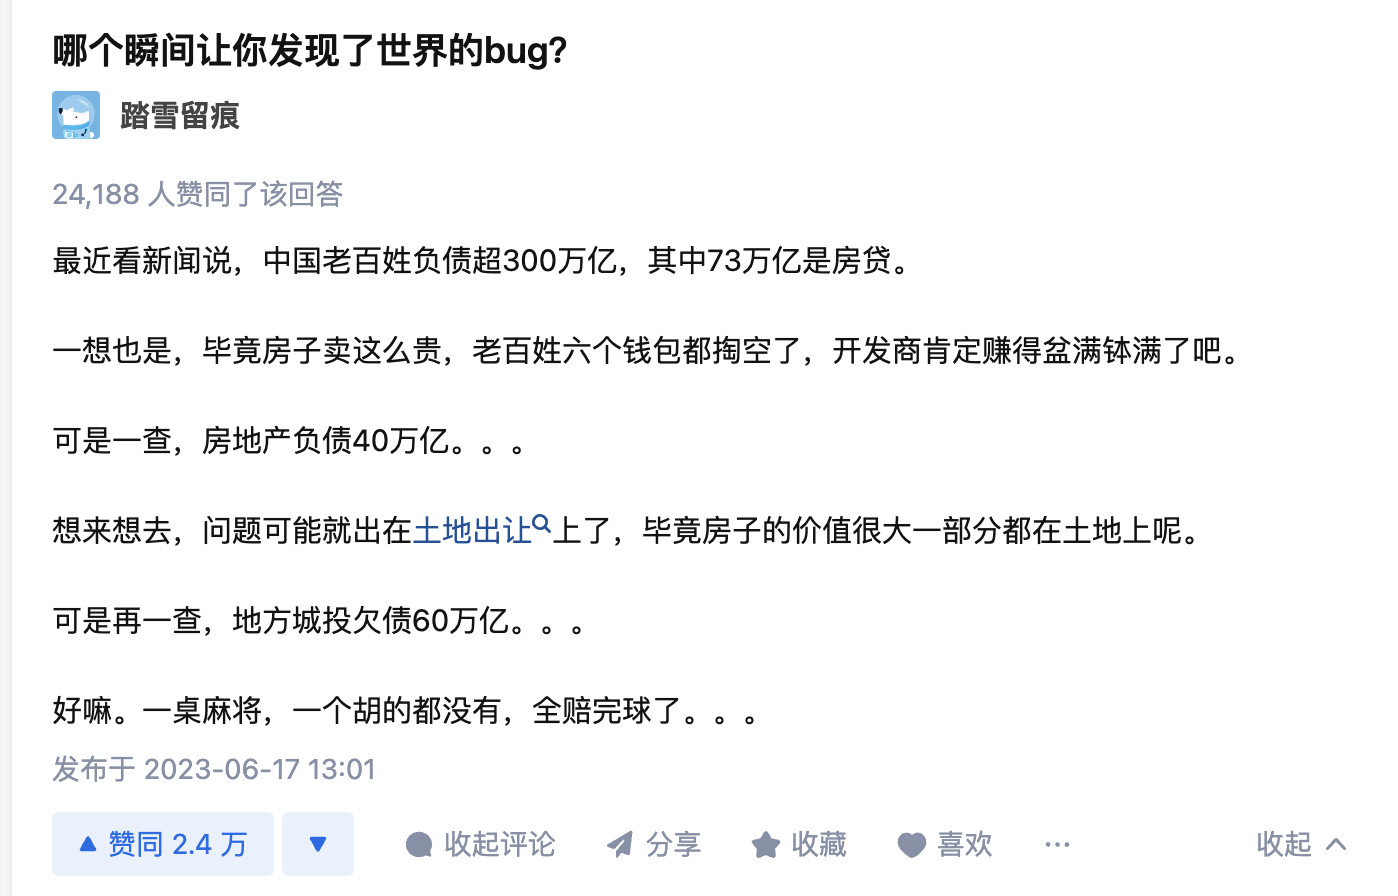 哪个瞬间让你发现了世界的bug?
踏雪留痕
24,188 人赞同了该回答
最近看新闻说，中国老百姓负债超300万亿，其中73万亿是房贷。
一想也是，毕竟房子卖这么贵，老百姓六个钱包都掏空了，开发商肯定赚得盆满钵满了吧。
可是一查，房地产负债40万亿。。。
想来想去，问题可能就出在土地出让上了，毕竟房子的价值很大一部分都在土地上呢。
可是再一查，地方城投欠债60万亿。。。
好嘛。一桌麻将，一个胡的都没有，全赔完球了。。。
发布于 2023-06-17 13:01
赞同 2.4 万 收起评论 分享 收藏 喜欢 ··· 收起